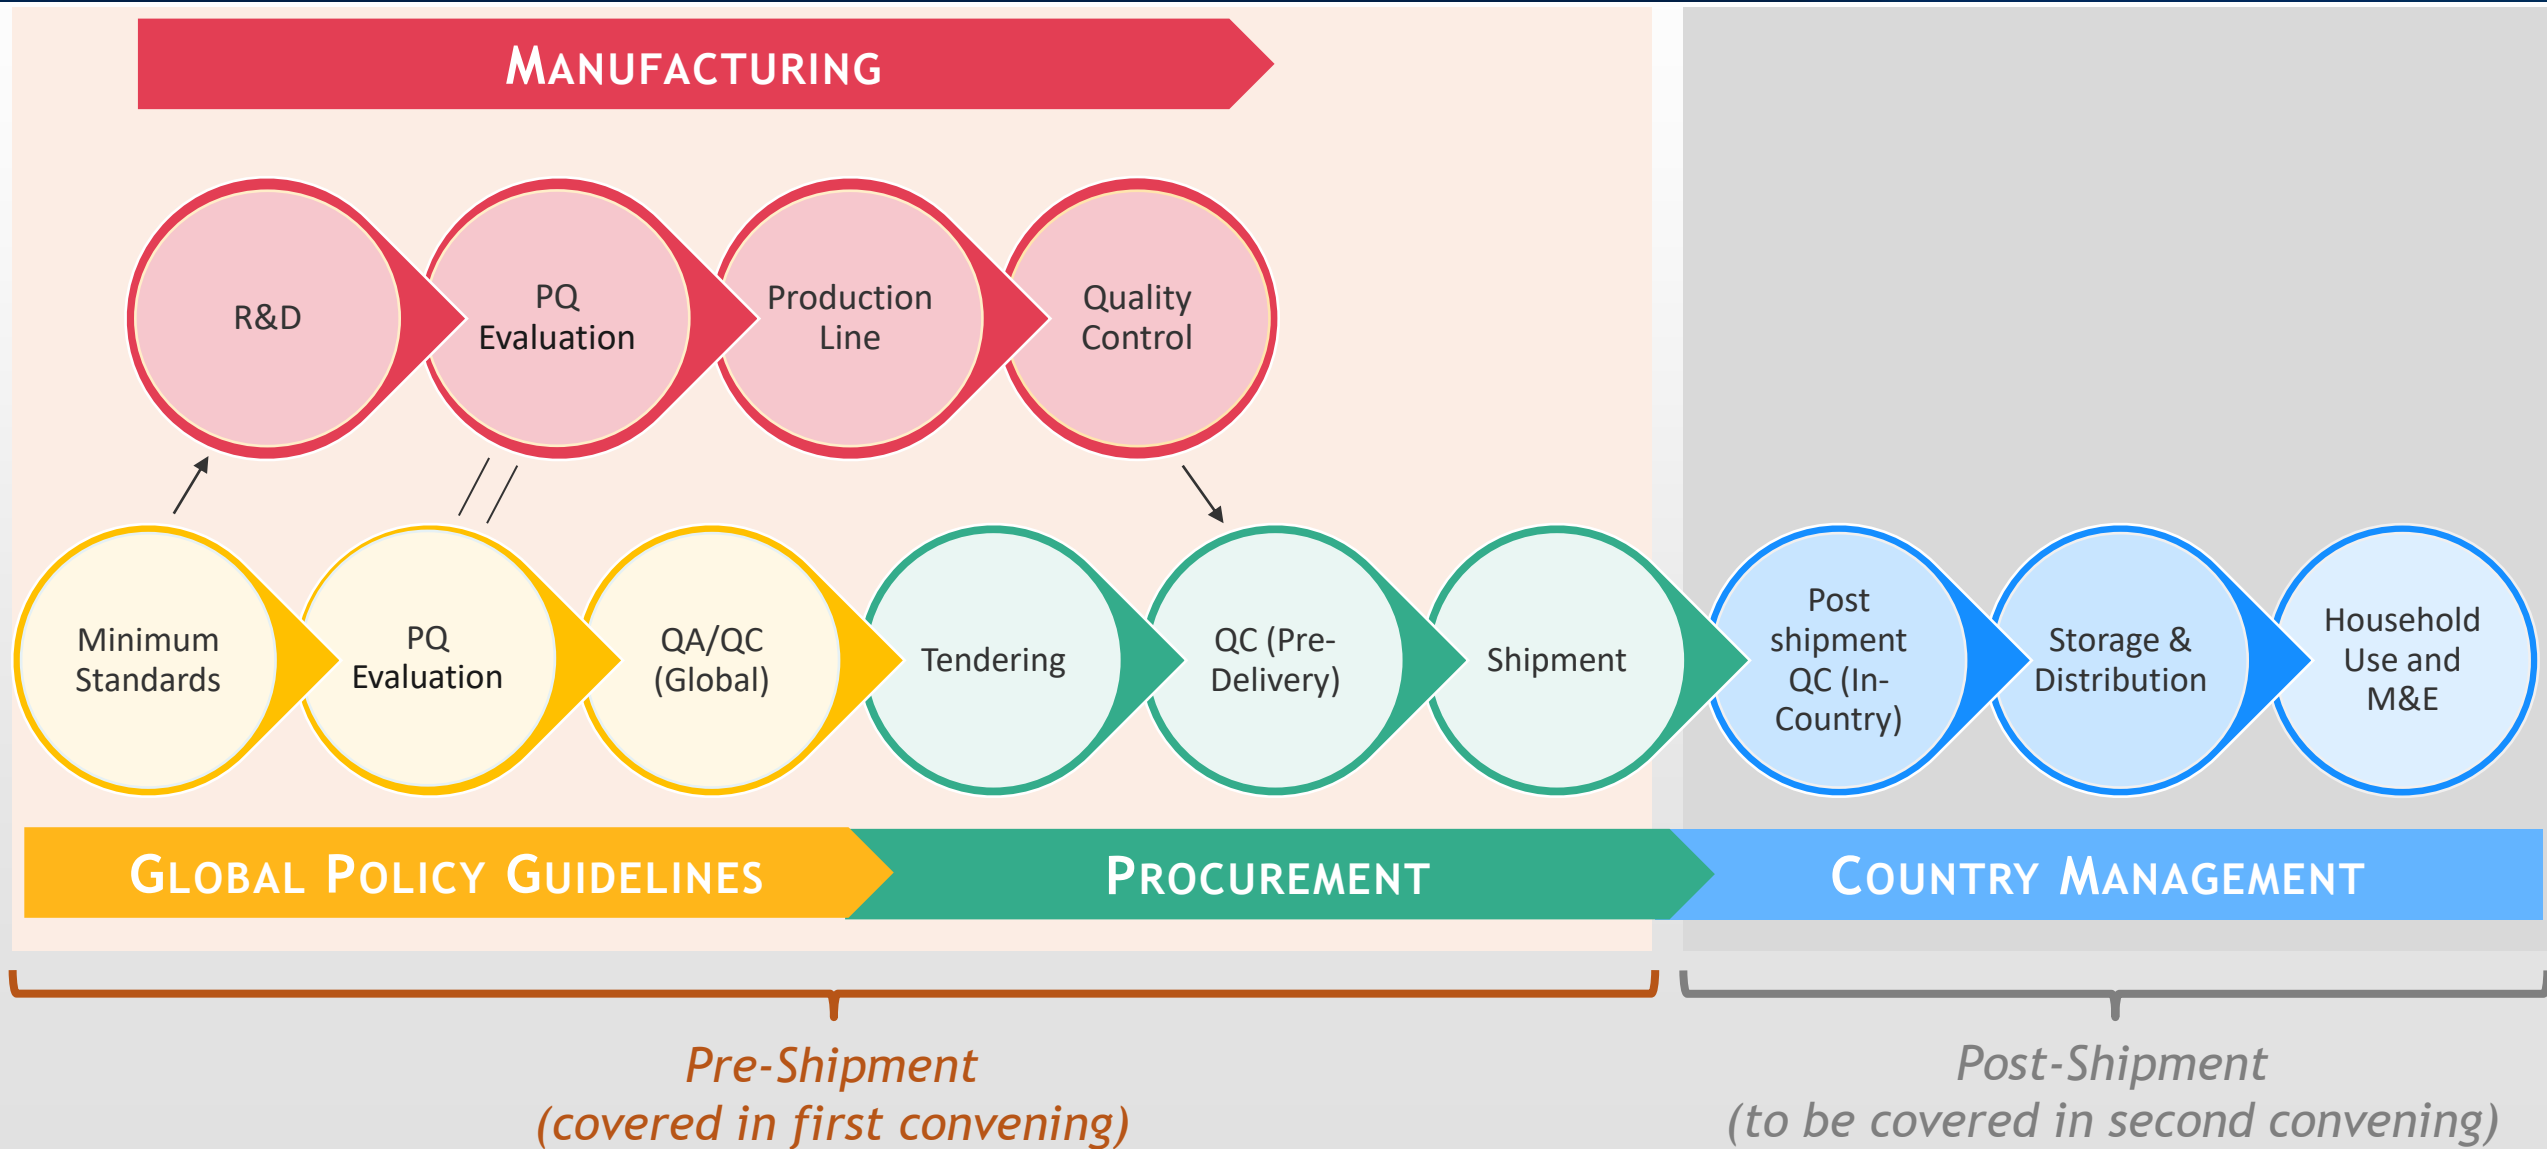 MANUFACTURING
R&D
PQ
Evaluation
Production
Line
Quality
Control
Minimum
Standards
PQ
Evaluation
QA/QC
(Global)
Tendering
QC (Pre-
Delivery)
Shipment
Post
shipment
QC (In-
Country)
Storage &
Distribution
Household
Use and
M&E
GLOBAL POLICY GUIDELINES
PROCUREMENT
COUNTRY MANAGEMENT
Pre-Shipment
(covered in first convening)
Post-Shipment
(to be covered in second convening)